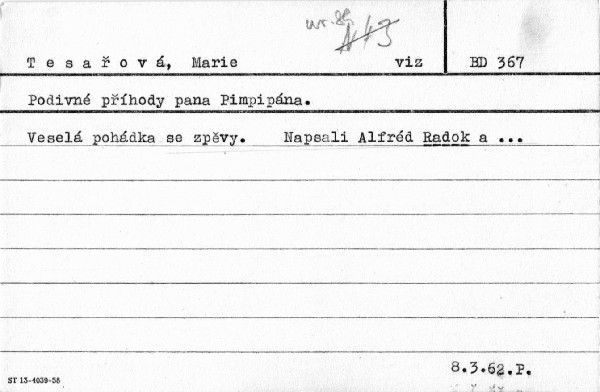 T e s a ř o v á, Marie viz BD 367
Podivné příhody pana Pimpipána.
Veselá pohádka se zpěvy. Napsali Alfréd Radok a ...
8.3.62.P.
ST 13-4039-58